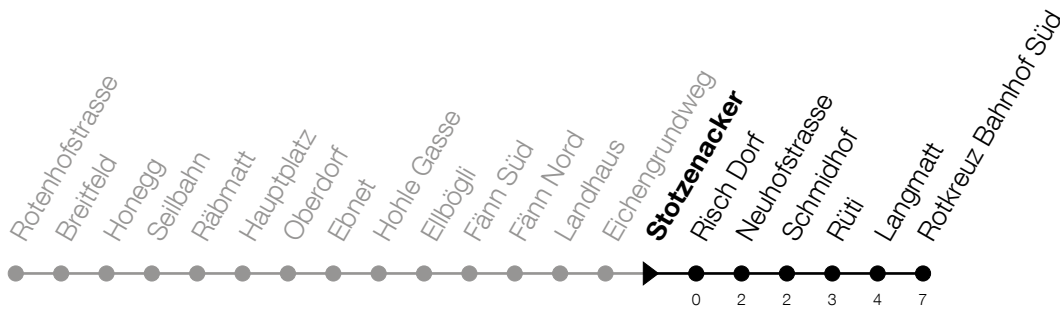 Rotenhofstrasse
Breitfeld
Honegg
Seilbahn
Räbmatt
Hauptplatz
Oberdorf
Ebnet
Hohle Gasse
Ellbögli
Fänn Süd
Fänn Nord
Landhaus
Eichengrundweg
Stotzenacker
Risch Dorf
Neuhofstrasse
Schmidhof
Rüti
Langmatt
Rotkreuz Bahnhof Süd
0 2 2 3 4 7